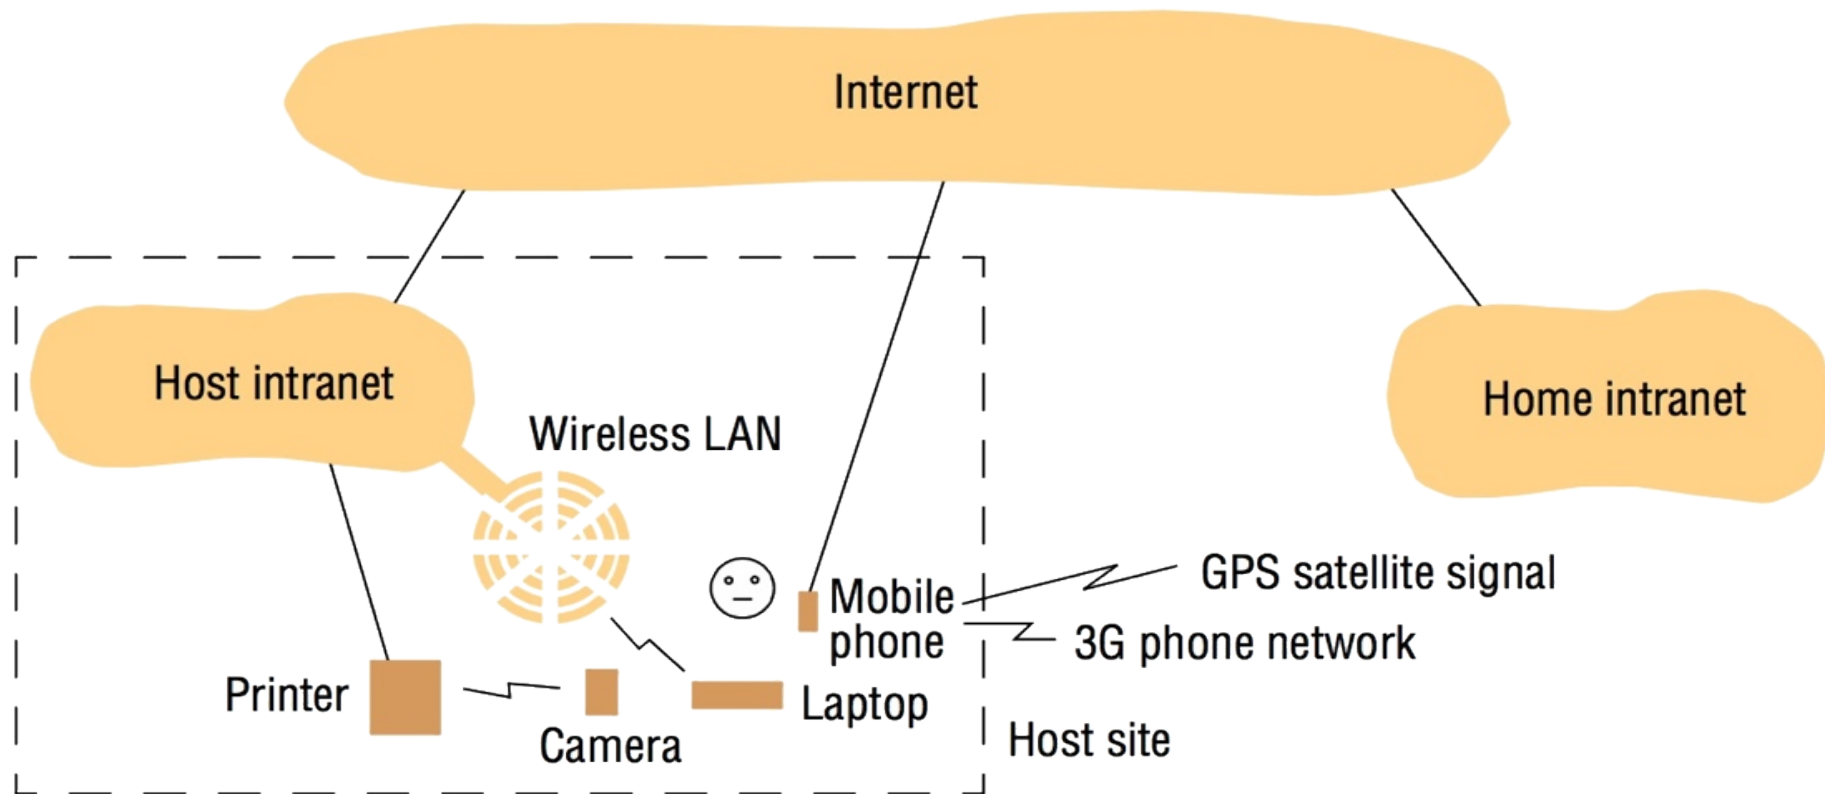 Internet
Host intranet
Home intranet
Wireless LAN
GPS satellite signal
Mobile
phone
3G phone network
Printer
Laptop
Camera
Host site